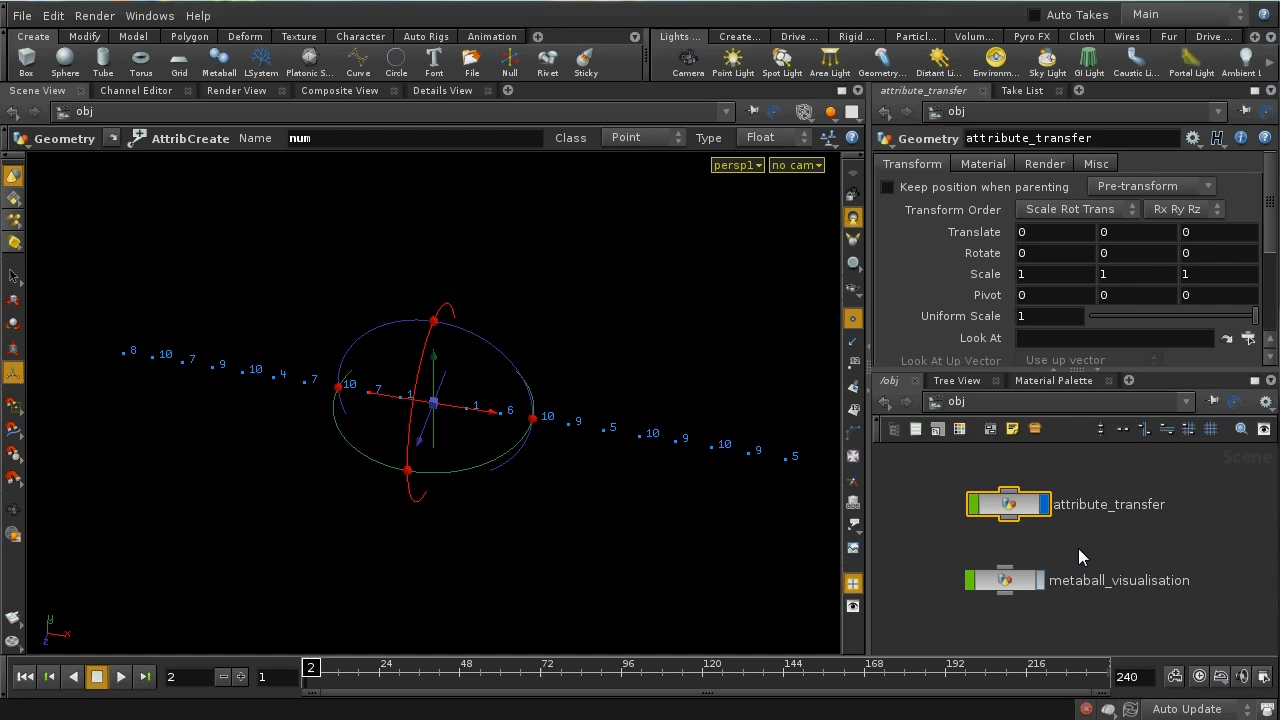 File Edit Render Windows Help Auto Takes Main
Create Modify Model Polygon Deform Texture Character Auto Rigs Animation Lights ... Create... Drive ... Rigid ... Particl... Volum... Pyro FX Cloth Wires Fur Drive ...
Box Sphere Tube Torus Grid Metaball LSystem Platonic S... Curve Circle Font File Null Rivet Sticky Camera Point Light Spot Light Area Light Geometry... Distant Li... Environm... Sky Light GI Light Caustic Li... Portal Light Ambient L
Scene View Channel Editor Render View Composite View Details View attribute_transfer Take List
obj obj
Geometry AttribCreate Name num Class Point Type Float Geometry attribute_transfer
perspl no cam
Transform Material Render Misc
Keep position when parenting Pre-transform
Transform Order Scale Rot Trans Rx Ry Rz
Translate 0 0 0
Rotate 0 0 0
Scale 1 1 1
Pivot 0 0 0
Uniform Scale 1
Look At
Look At Up Vector Use up vector
8 10 7 9 10 4 7 10 7 1 1 6 10 9 5 10 9 10 9 5
/obj Tree View Material Palette
obj
Scene
attribute_transfer
metaball_visualisation
y x z
2 1 2 24 48 72 96 120 144 168 192 216 240
Auto Update